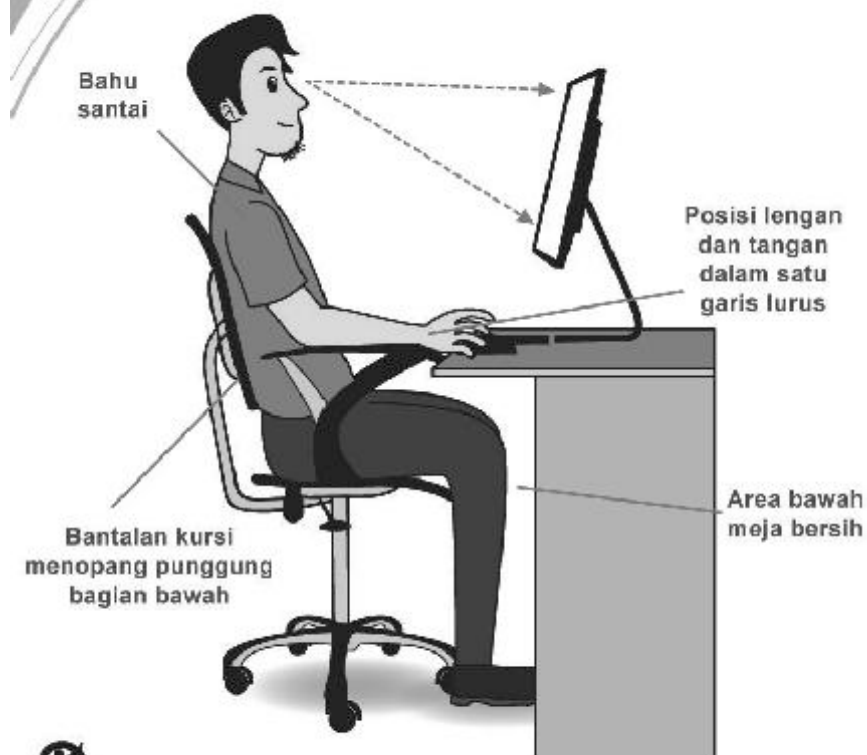 Bahu
santai
Posisi lengan
dan tangan
dalam satu
garis lurus
Bantalan kursi
menopang punggung
bagian bawah
Area bawah
meja bersih